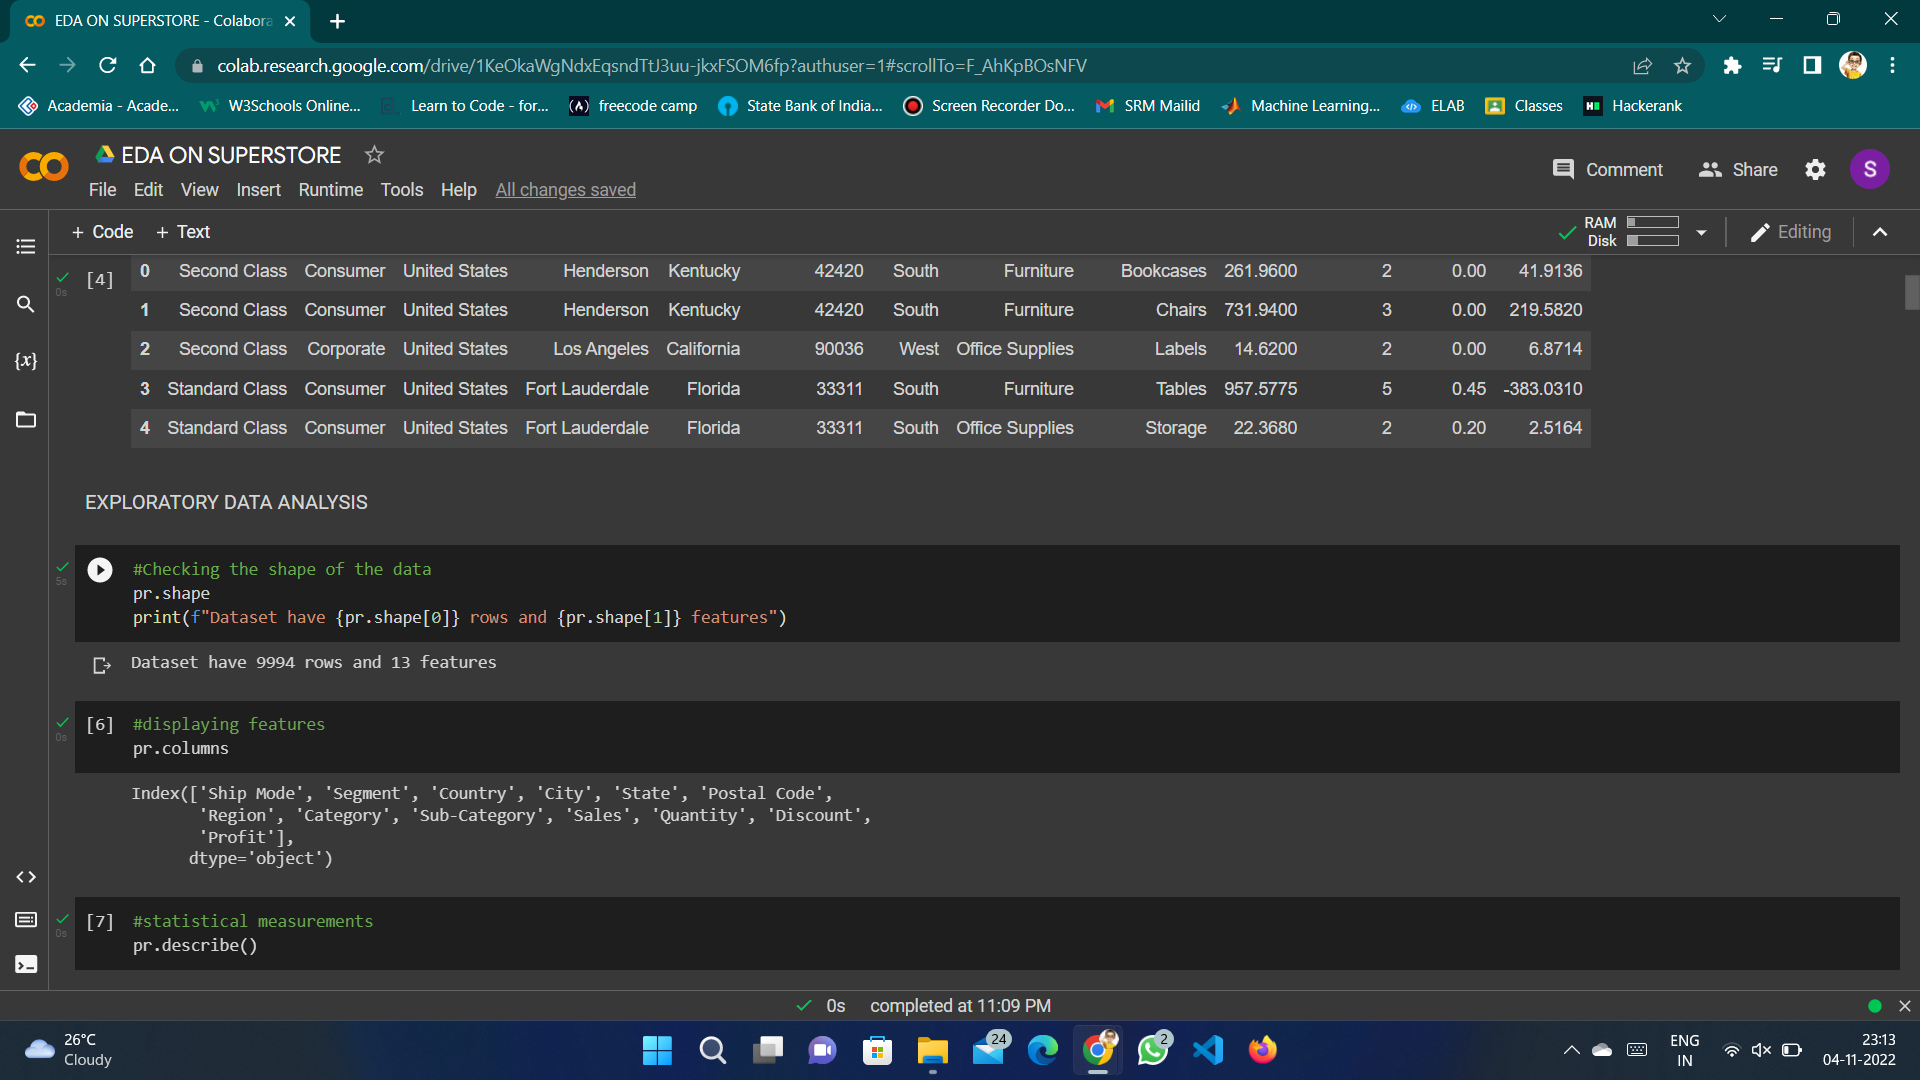 EDA ON SUPERSTORE - Colabora
colab.research.google.com/drive/1KeOkaWgNdxEqsndTtJ3uu-jkxFSOM6fp?authuser=1#scrollTo=F_AhKpBOsNFV
Academia - Acade... W3Schools Online... Learn to Code - for... freecode camp State Bank of India... Screen Recorder Do... SRM Mailid Machine Learning... ELAB Classes Hackerank
EDA ON SUPERSTORE
Comment Share S
File Edit View Insert Runtime Tools Help All changes saved
+ Code + Text
RAM
Disk
Editing
[4]
0s
0 Second Class Consumer United States Henderson Kentucky 42420 South Furniture Bookcases 261.9600 2 0.00 41.9136
1 Second Class Consumer United States Henderson Kentucky 42420 South Furniture Chairs 731.9400 3 0.00 219.5820
2 Second Class Corporate United States Los Angeles California 90036 West Office Supplies Labels 14.6200 2 0.00 6.8714
3 Standard Class Consumer United States Fort Lauderdale Florida 33311 South Furniture Tables 957.5775 5 0.45 -383.0310
4 Standard Class Consumer United States Fort Lauderdale Florida 33311 South Office Supplies Storage 22.3680 2 0.20 2.5164
EXPLORATORY DATA ANALYSIS
5s
#Checking the shape of the data
pr.shape
print(f"Dataset have {pr.shape[0]} rows and {pr.shape[1]} features")
Dataset have 9994 rows and 13 features
[6] #displaying features
0s
pr.columns
Index(['Ship Mode', 'Segment', 'Country', 'City', 'State', 'Postal Code',
'Region', 'Category', 'Sub-Category', 'Sales', 'Quantity', 'Discount',
'Profit'],
dtype='object')
[7] #statistical measurements
0s
pr.describe()
0s completed at 11:09 PM
26°C
Cloudy
24
2
ENG
IN
23:13
04-11-2022